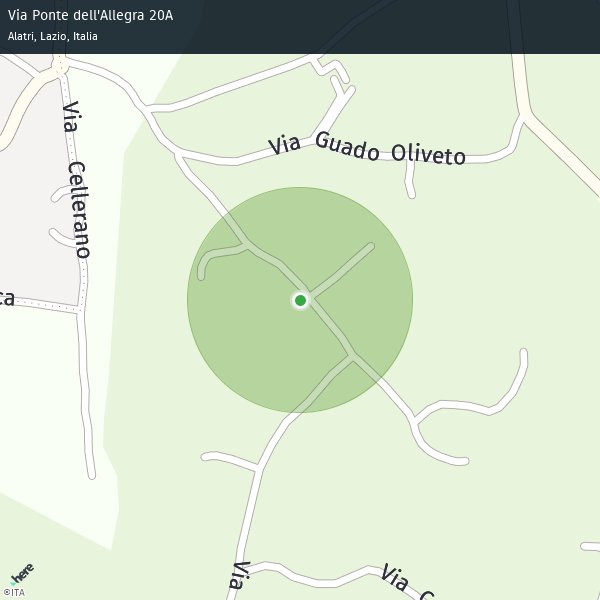 Via Ponte dell'Allegra 20A
Alatri, Lazio, Italia
Via Cellerano
Via Guado Oliveto
ca
Via
Via C
here
©ITA